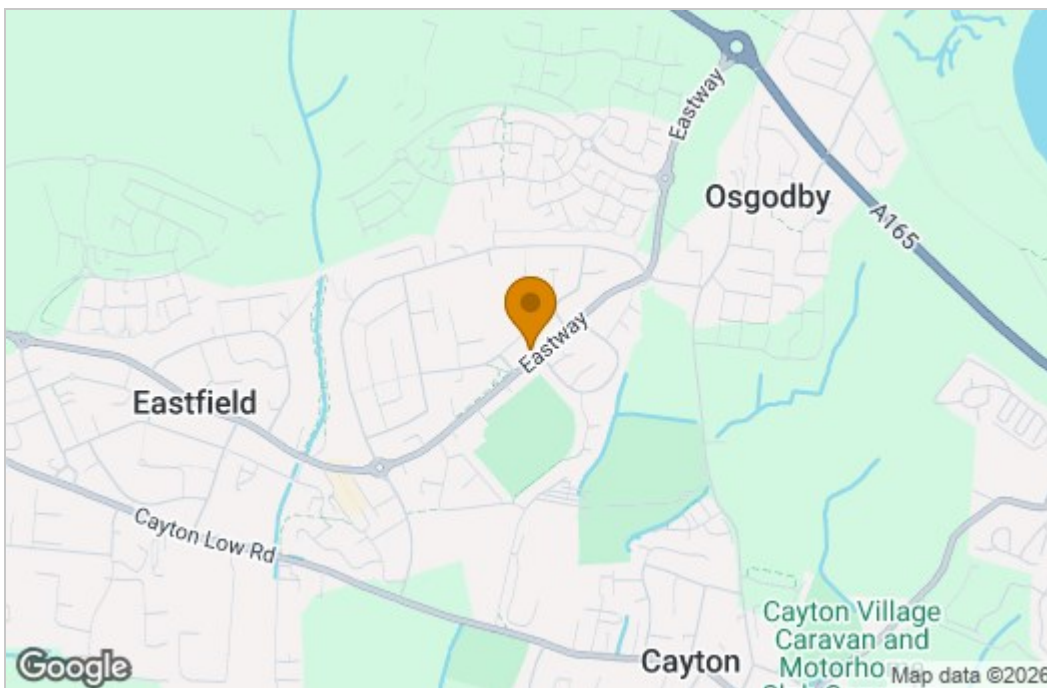 Eastway
Osgodby
A165
Eastway
Eastfield
Cayton Low Rd
Cayton Village
Caravan and
Cayton
Google
Map data ©2026